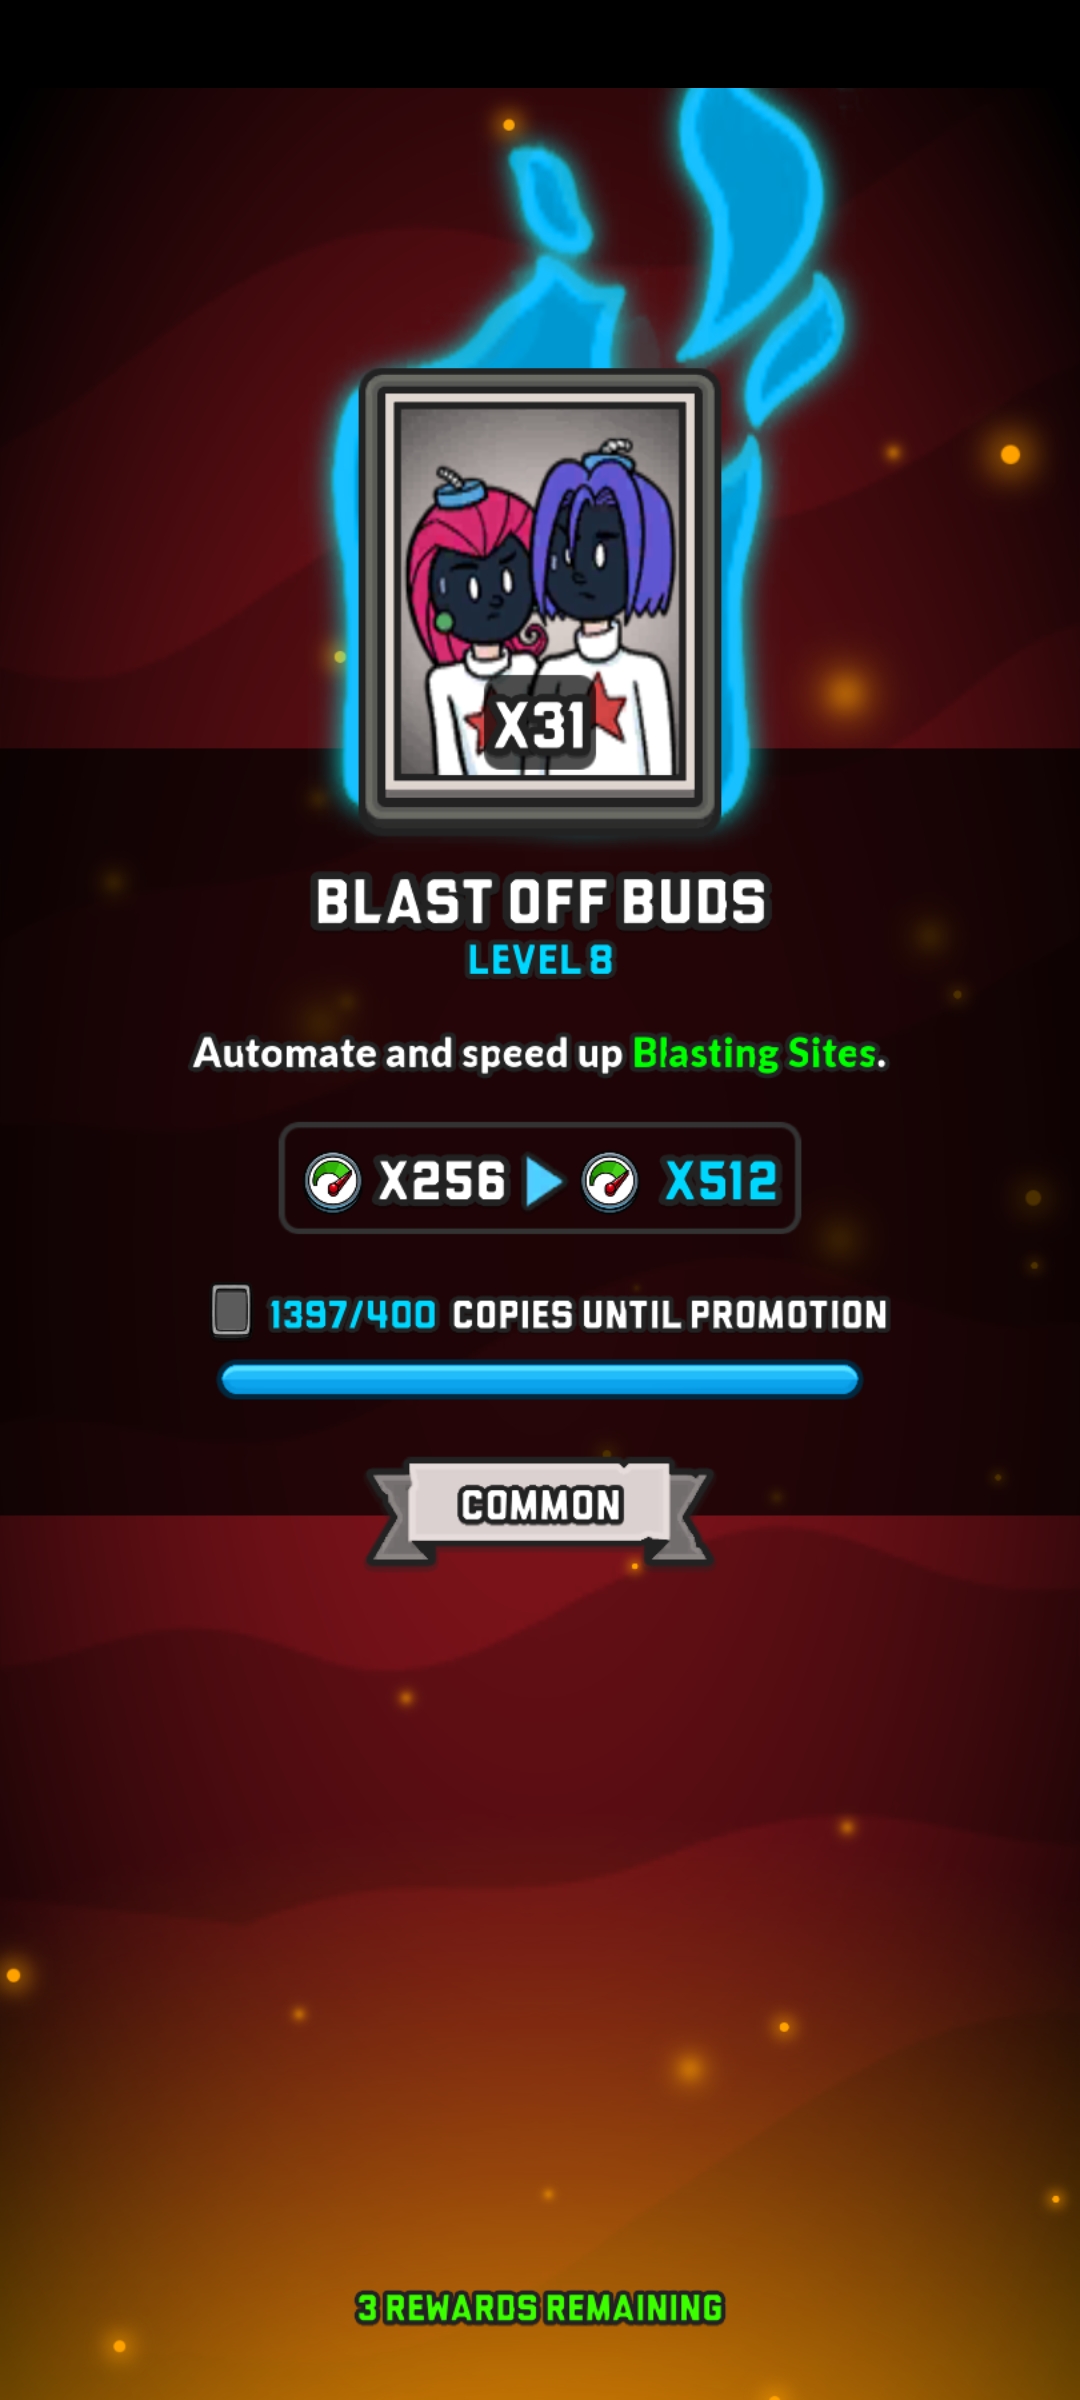 X31
BLAST OFF BUDS
LEVEL 8
Automate and speed up Blasting Sites.
X256 X512
1397/400 COPIES UNTIL PROMOTION
COMMON
3 REWARDS REMAINING